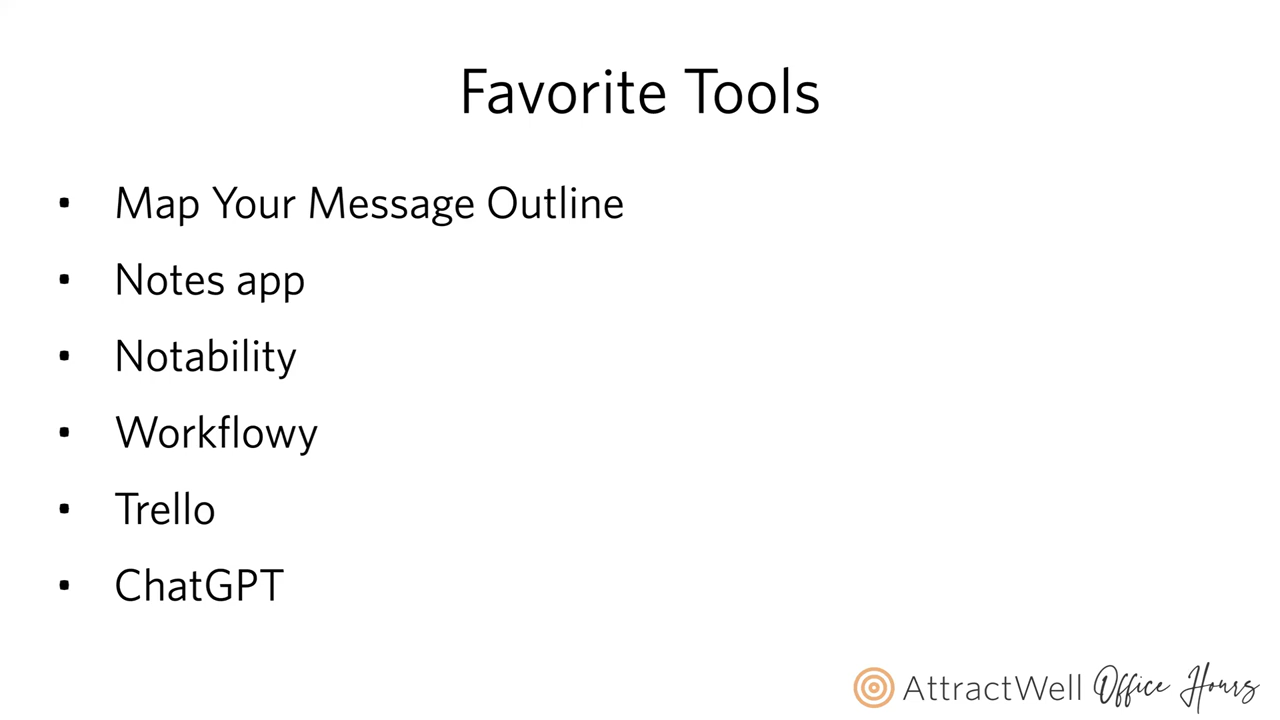 Favorite Tools
▪ Map Your Message Outline
▪ Notes app
▪ Notability
▪ Workflowy
▪ Trello
▪ ChatGPT
AttractWell Office Hours